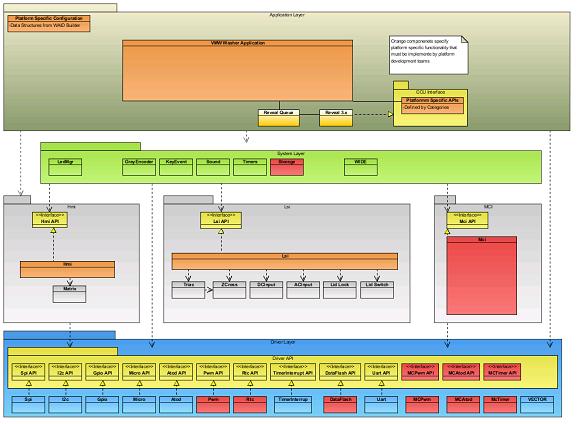 Application Layer
Platform Specific Configuration
-Data Structures from WAID Builder
VMW Washer Application
Orange components specify
platform specific functionality that
must be implemente by platform
development teams
CCU Interface
Platformm Specific APIs
-Defined by Categories
Reveal Queue
Reveal 3.x
System Layer
LedMgr
GrayEncoder
KeyEvent
Sound
Timers
Storage
WIDE
Hmi
<<Interface>>
Hmi API
Hmi
Matrix
Lsi
<<Interface>>
Lsi API
Lsi
Triac
ZCross
DCInput
ACInput
Lid Lock
Lid Switch
MCI
<<Interface>>
Mci API
Mci
Driver Layer
Driver API
<<Interface>>
Spi API
<<Interface>>
I2c API
<<Interface>>
Gpio API
<<Interface>>
Micro API
<<Interface>>
Atod API
<<Interface>>
Pwm API
<<Interface>>
Rtc API
<<Interface>>
TimerInterrupt API
<<Interface>>
DataFlash API
<<Interface>>
Uart API
<<Interface>>
MCPwm API
<<Interface>>
MCAtod API
<<Interface>>
MCTimer API
Spi
I2c
Gpio
Micro
Atod
Pwm
Rtc
TimerInterrup
DataFlash
Uart
MCPwm
MCAtod
McTimer
VECTOR